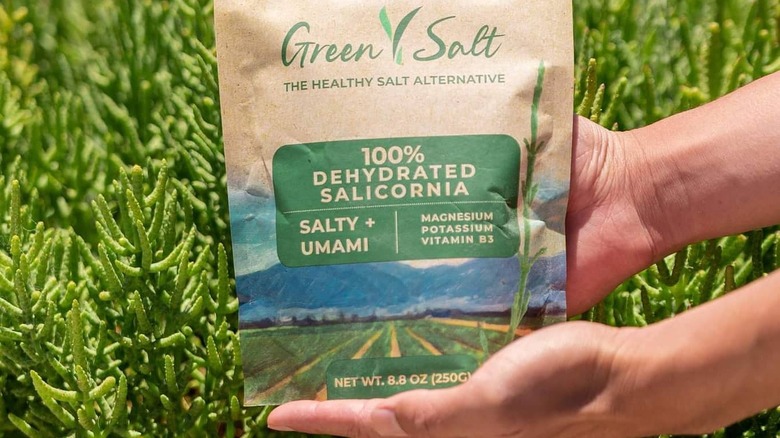 Green Salt
THE HEALTHY SALT ALTERNATIVE
100%
DEHYDRATED
SALICORNIA
SALTY +
UMAMI
MAGNESIUM
POTASSIUM
VITAMIN B3
NET WT. 8.8 OZ (250G)